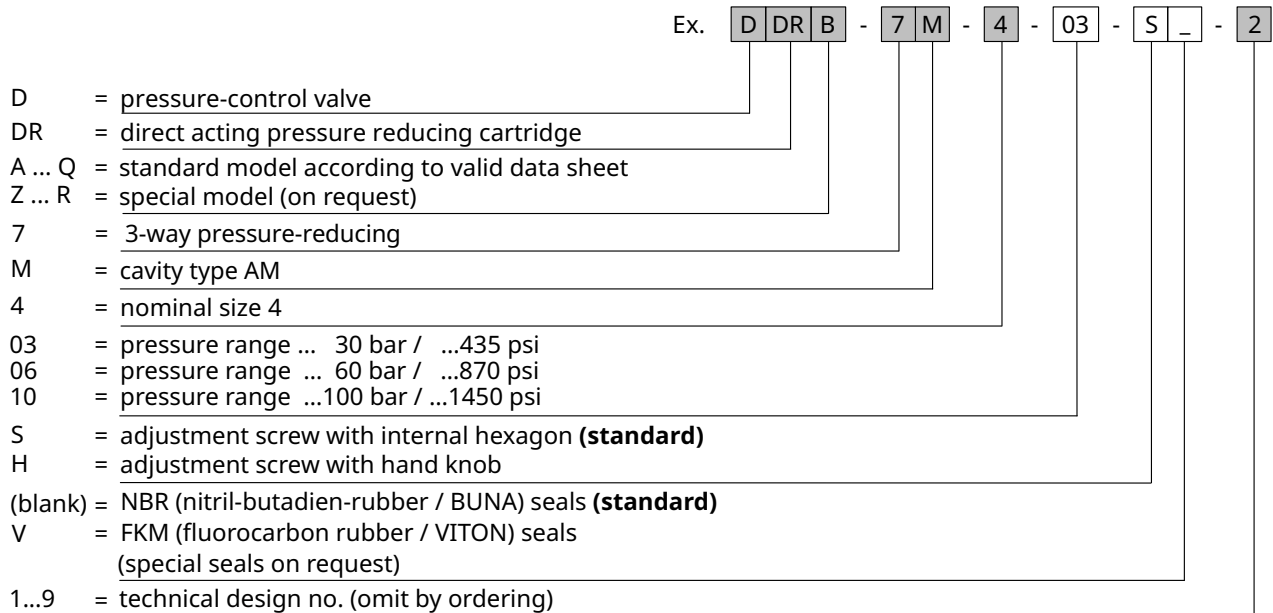 Ex. D DR B - 7 M - 4 - 03 - S _ - 2
D = pressure-control valve
DR = direct acting pressure reducing cartridge
A ... Q = standard model according to valid data sheet
Z ... R = special model (on request)
7 = 3-way pressure-reducing
M = cavity type AM
4 = nominal size 4
03 = pressure range ... 30 bar / ...435 psi
06 = pressure range ... 60 bar / ...870 psi
10 = pressure range ...100 bar / ...1450 psi
S = adjustment screw with internal hexagon (standard)
H = adjustment screw with hand knob
(blank) = NBR (nitril-butadien-rubber / BUNA) seals (standard)
V = FKM (fluorocarbon rubber / VITON) seals
(special seals on request)
1...9 = technical design no. (omit by ordering)